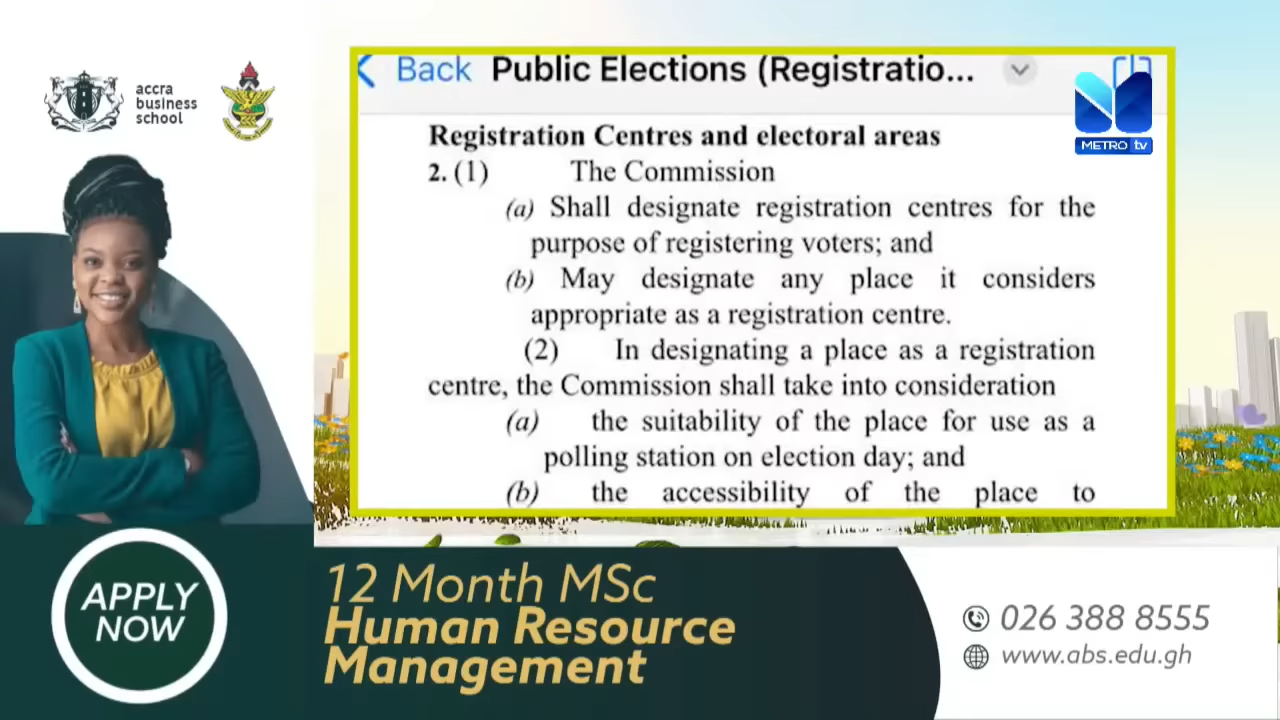 accra
business
school
Back Public Elections (Registratio...
METRO tv
Registration Centres and electoral areas
2. (1) The Commission
(a) Shall designate registration centres for the
purpose of registering voters; and
(b) May designate any place it considers
appropriate as a registration centre.
(2) In designating a place as a registration
centre, the Commission shall take into consideration
(a) the suitability of the place for use as a
polling station on election day; and
(b) the accessibility of the place to
APPLY
NOW
12 Month MSc
Human Resource
Management
026 388 8555
www.abs.edu.gh